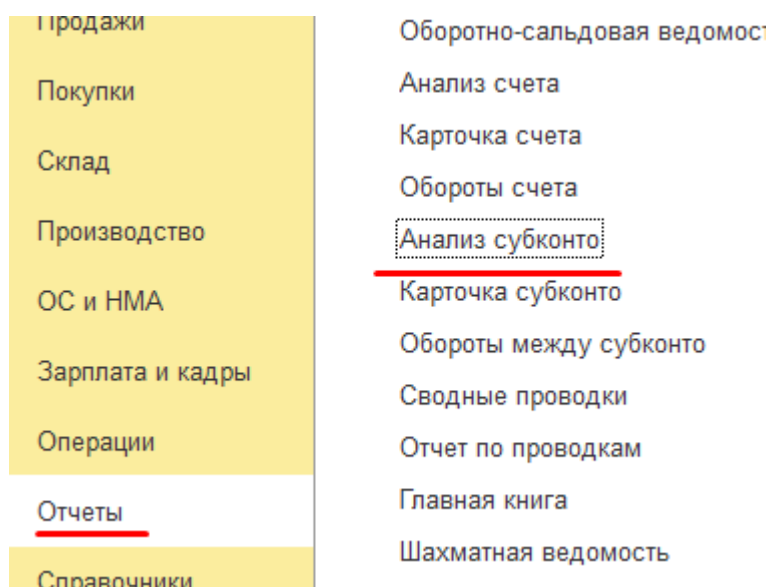 Продажи
Покупки
Склад
Производство
ОС и НМА
Зарплата и кадры
Операции
Отчеты
Справочники
Оборотно-сальдовая ведомост
Анализ счета
Карточка счета
Обороты счета
Анализ субконто
Карточка субконто
Обороты между субконто
Сводные проводки
Отчет по проводкам
Главная книга
Шахматная ведомость